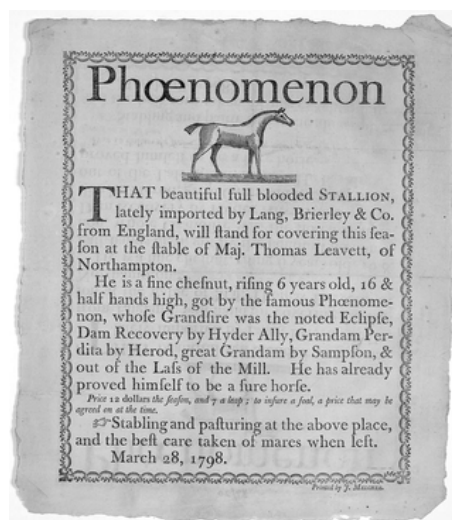 Phœnomenon
THAT beautiful full blooded STALLION,
lately imported by Lang, Brierley & Co.
from England, will ſtand for covering this ſea-
ſon at the ſtable of Maj. Thomas Leavett, of
Northampton.
He is a fine cheſnut, riſing 6 years old, 16 &
half hands high, got by the famous Phœnome-
non, whoſe Grandſire was the noted Eclipſe,
Dam Recovery by Hyder Ally, Grandam Per-
dita by Herod, great Grandam by Sampſon, &
out of the Laſs of the Mill. He has already
proved himſelf to be a ſure horſe.
Price 12 dollars the ſeaſon, and 7 a leap; to inſure a foal, a price that may be
agreed on at the time.
☞Stabling and paſturing at the above place,
and the beſt care taken of mares when left.
March 28, 1798.
Printed by J.